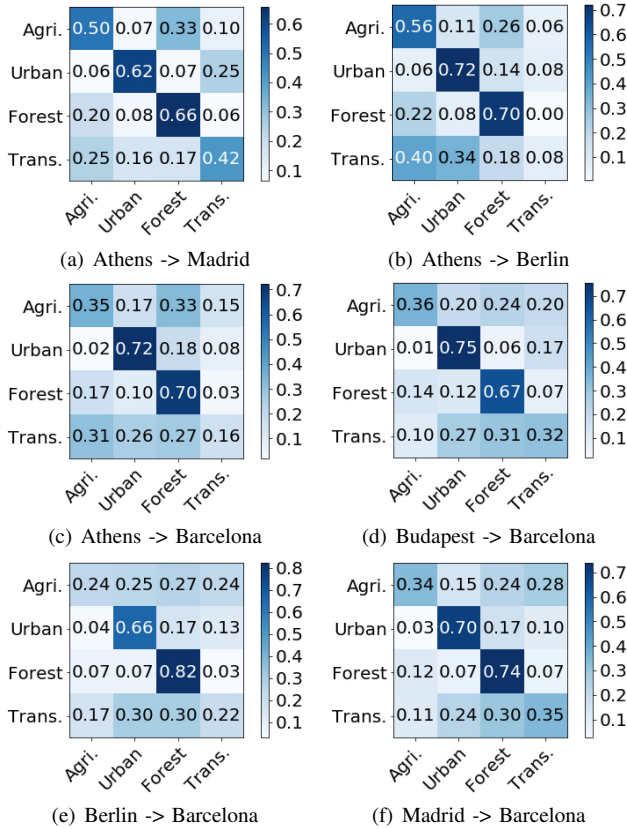 Agri. 0.50 0.07 0.33 0.10
Urban 0.06 0.62 0.07 0.25
Forest 0.20 0.08 0.66 0.06
Trans. 0.25 0.16 0.17 0.42
Agri. Urban Forest Trans.
0.6
0.5
0.4
0.3
0.2
0.1
(a) Athens -> Madrid
Agri. 0.56 0.11 0.26 0.06
Urban 0.06 0.72 0.14 0.08
Forest 0.22 0.08 0.70 0.00
Trans. 0.40 0.34 0.18 0.08
Agri. Urban Forest Trans.
0.7
0.6
0.5
0.4
0.3
0.2
0.1
(b) Athens -> Berlin
Agri. 0.35 0.17 0.33 0.15
Urban 0.02 0.72 0.18 0.08
Forest 0.17 0.10 0.70 0.03
Trans. 0.31 0.26 0.27 0.16
Agri. Urban Forest Trans.
0.7
0.6
0.5
0.4
0.3
0.2
0.1
(c) Athens -> Barcelona
Agri. 0.36 0.20 0.24 0.20
Urban 0.01 0.75 0.06 0.17
Forest 0.14 0.12 0.67 0.07
Trans. 0.10 0.27 0.31 0.32
Agri. Urban Forest Trans.
0.7
0.6
0.5
0.4
0.3
0.2
0.1
(d) Budapest -> Barcelona
Agri. 0.24 0.25 0.27 0.24
Urban 0.04 0.66 0.17 0.13
Forest 0.07 0.07 0.82 0.03
Trans. 0.17 0.30 0.30 0.22
Agri. Urban Forest Trans.
0.8
0.7
0.6
0.5
0.4
0.3
0.2
0.1
(e) Berlin -> Barcelona
Agri. 0.34 0.15 0.24 0.28
Urban 0.03 0.70 0.17 0.10
Forest 0.12 0.07 0.74 0.07
Trans. 0.11 0.24 0.30 0.35
Agri. Urban Forest Trans.
0.7
0.6
0.5
0.4
0.3
0.2
0.1
(f) Madrid -> Barcelona